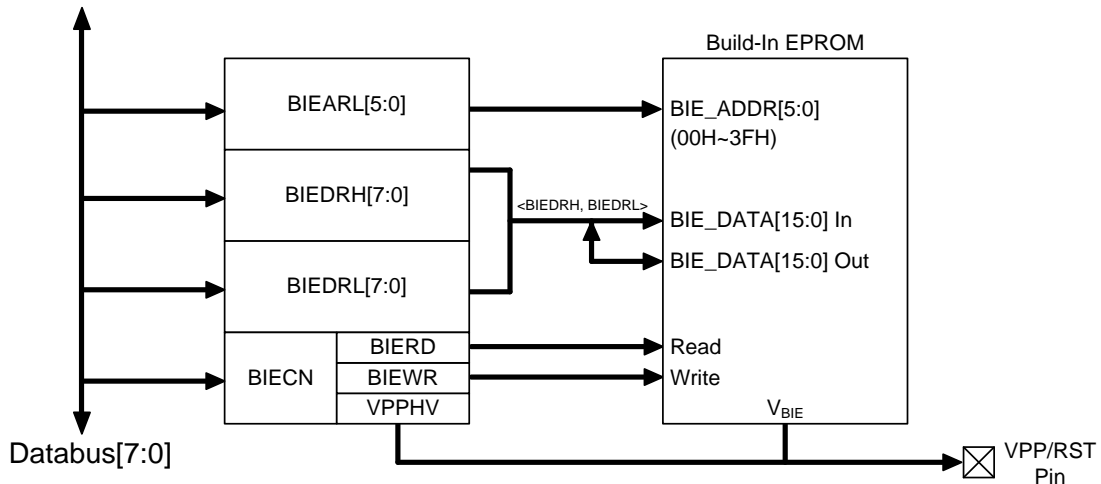 Build-In EPROM
BIEARL[5:0]
BIE_ADDR[5:0]
(00H~3FH)
BIEDRH[7:0]
<BIEDRH, BIEDRL>
BIE_DATA[15:0] In
BIE_DATA[15:0] Out
BIEDRL[7:0]
BIECN
BIERD
Read
BIEWR
Write
VPPHV
VBIE
Databus[7:0]
VPP/RST
Pin